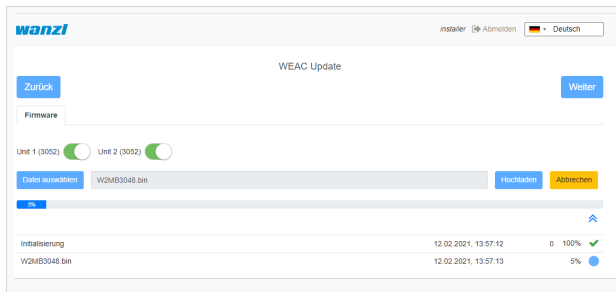 wanzl
installer Abmelden Deutsch
WEAC Update
Zurück Weiter
Firmware
Unit 1 (3052) Unit 2 (3052)
Datei auswählen W2MB3048.bin Hochladen Abbrechen
5%
Initialisierung 12.02.2021, 13:57:12 0 100%
W2MB3048.bin 12.02.2021, 13:57:13 5%